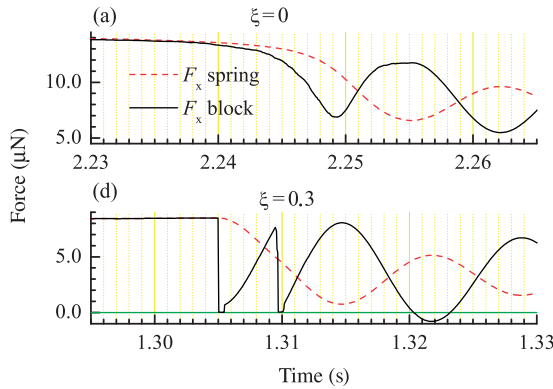 (a)
ξ=0
10.0
5.0
F_x spring
F_x block
2.23
2.24
2.25
2.26
Force (μN)
(d)
ξ=0.3
5.0
0.0
1.30
1.31
1.32
1.33
Time (s)